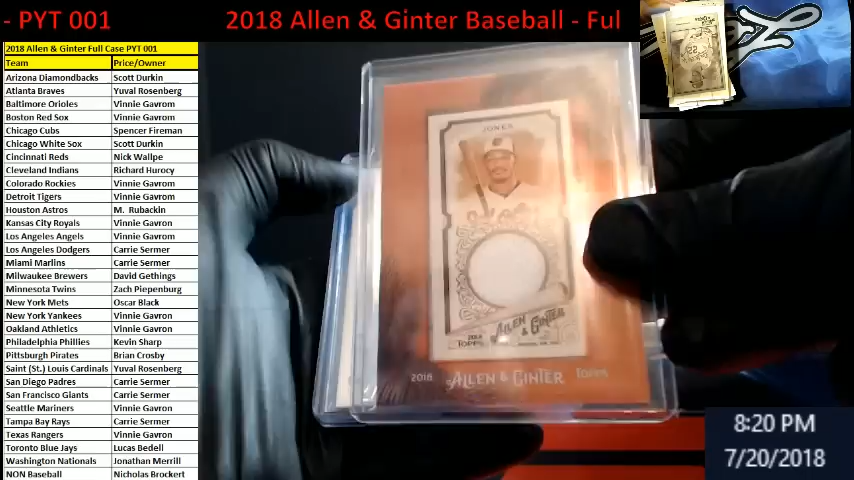 - PYT 001
2018 Allen & Ginter Baseball - Ful
2018 Allen & Ginter Full Case PYT 001
Team Price/Owner
Arizona Diamondbacks Scott Durkin
Atlanta Braves Yuval Rosenberg
Baltimore Orioles Vinnie Gavrom
Boston Red Sox Vinnie Gavrom
Chicago Cubs Spencer Fireman
Chicago White Sox Scott Durkin
Cincinnati Reds Nick Wallpe
Cleveland Indians Richard Hurocy
Colorado Rockies Vinnie Gavrom
Detroit Tigers Vinnie Gavrom
Houston Astros M. Rubackin
Kansas City Royals Vinnie Gavron
Los Angeles Angels Vinnie Gavrom
Los Angeles Dodgers Carrie Sermer
Miami Marlins Carrie Sermer
Milwaukee Brewers David Gethings
Minnesota Twins Zach Piepenburg
New York Mets Oscar Black
New York Yankees Vinnie Gavron
Oakland Athletics Vinnie Gavron
Philadelphia Phillies Kevin Sharp
Pittsburgh Pirates Brian Crosby
Saint (St.) Louis Cardinals Yuval Rosenberg
San Diego Padres Carrie Sermer
San Francisco Giants Carrie Sermer
Seattle Mariners Vinnie Gavron
Tampa Bay Rays Carrie Sermer
Texas Rangers Vinnie Gavron
Toronto Blue Jays Lucas Bedell
Washington Nationals Jonathan Merrill
NON Baseball Nicholas Brockert
JONES
2018 TOPPS
ALLEN & GINTER
2018 ALLEN & GINTER Topps
8:20 PM
7/20/2018